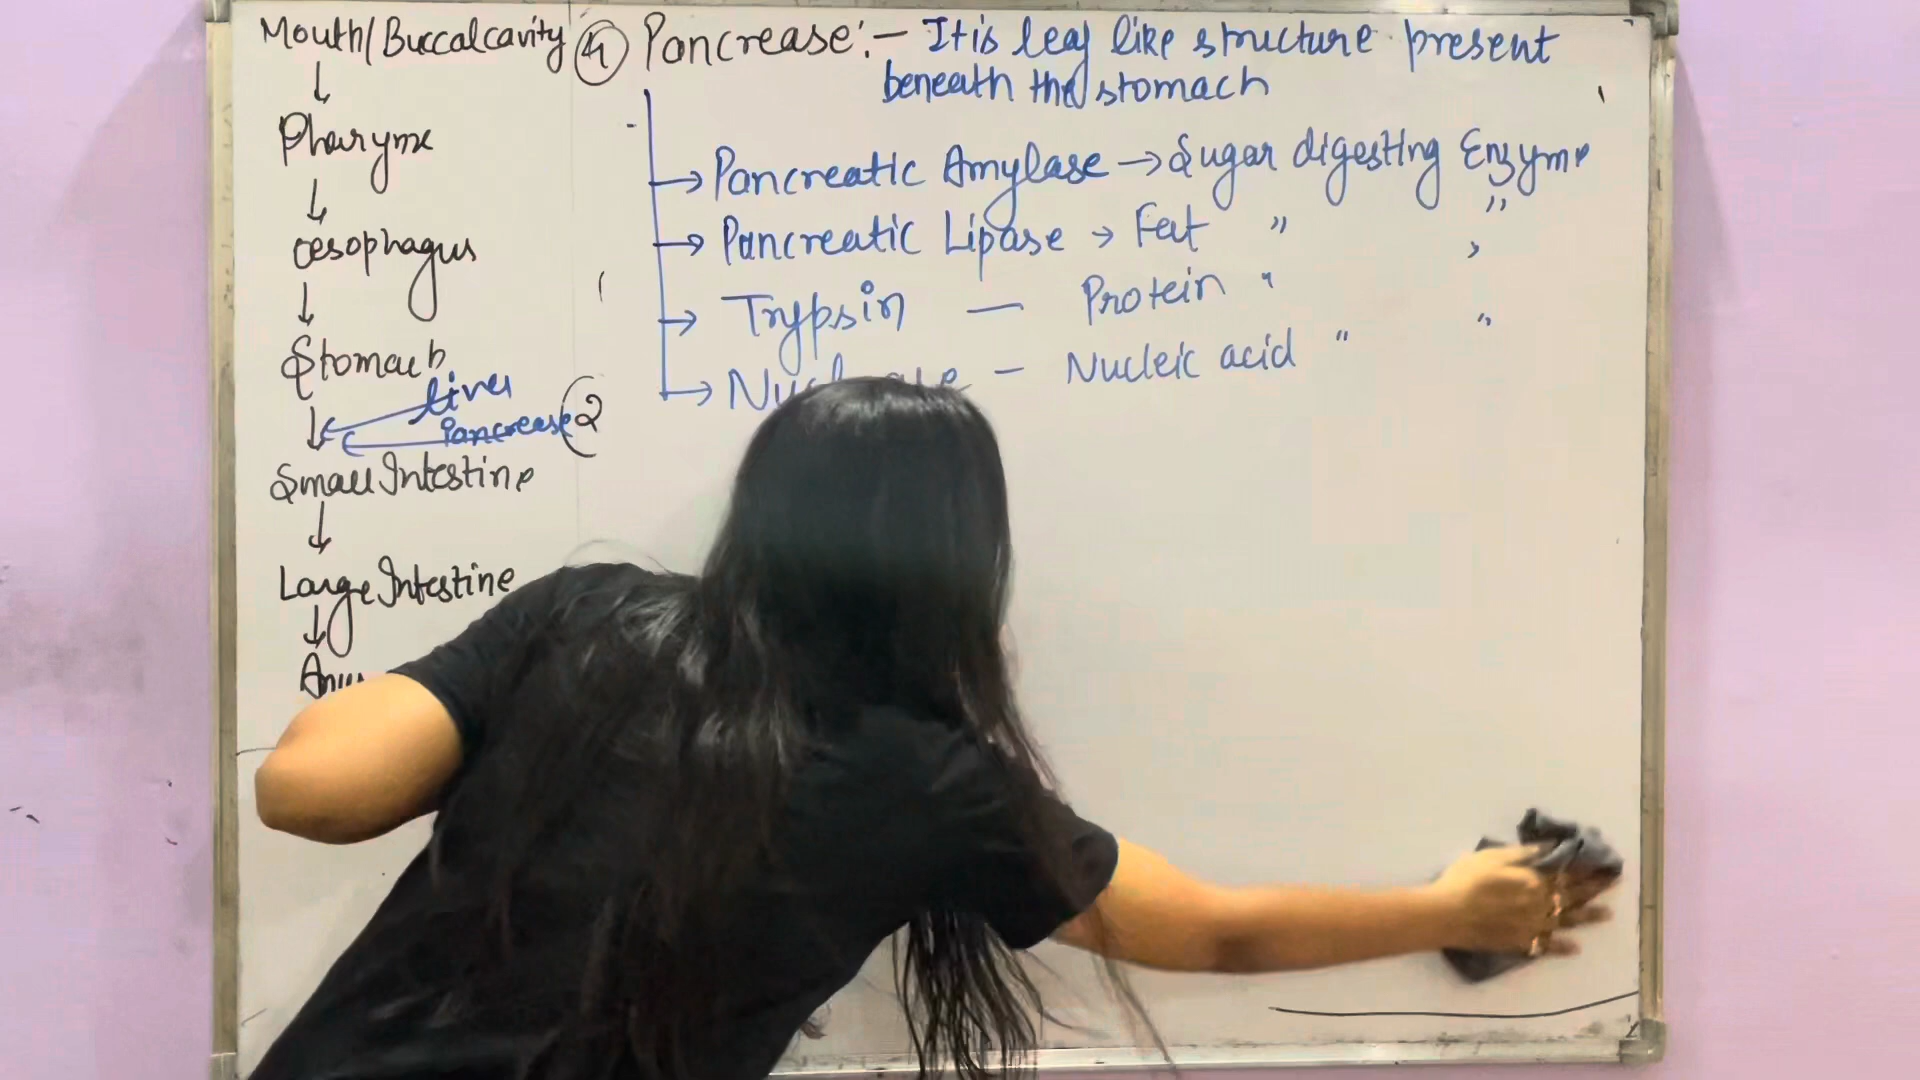 Mouth/Buccalcavity
↓
Pharynx
↓
Oesophagus
↓
Stomach
↓
Liver
Pancrease
Small Intestine
↓
Large Intestine
↓
Anus
④ Pancrease :- It is leaf like structure present
beneath the stomach
→ Pancreatic Amylase → Sugar digesting Enzyme
→ Pancreatic Lipase → Fat " "
→ Trypsin — Protein " "
→ – Nucleic acid " "
2